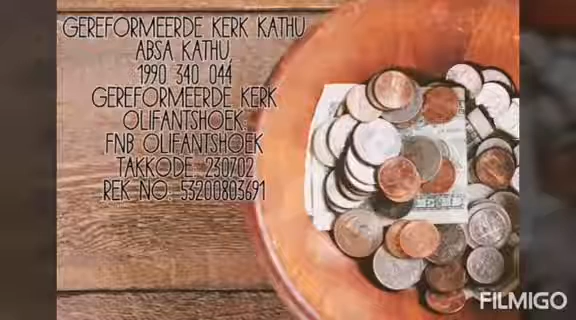 GEREFORMEERDE KERK KATHU
ABSA KATHU,
1990 340 044
GEREFORMEERDE KERK
OLIFANTSHOEK.
FNB OLIFANTSHOEK
TAKKODE: 230702
REK NO: 53200803691
FILMIGO